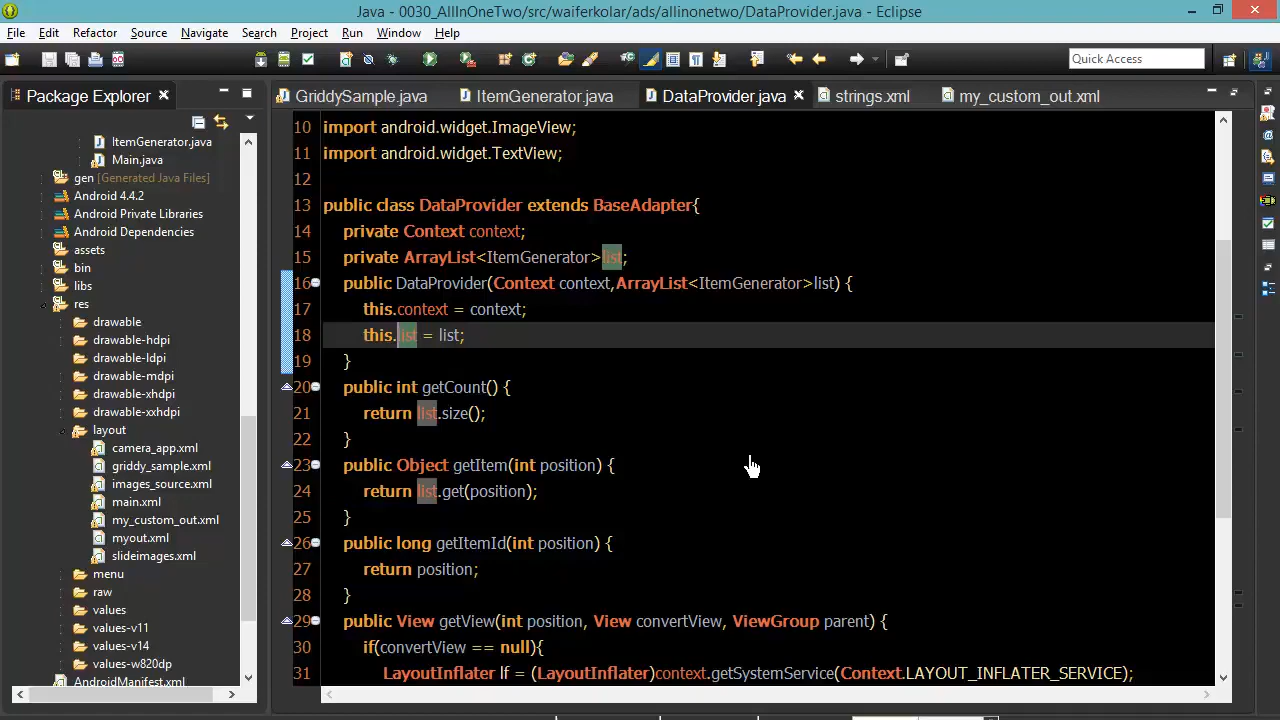 Java - 0030_AllInOneTwo/src/waiferkolar/ads/allinonetwo/DataProvider.java - Eclipse
File Edit Refactor Source Navigate Search Project Run Window Help
Quick Access
Package Explorer
GriddySample.java ItemGenerator.java DataProvider.java strings.xml my_custom_out.xml
ItemGenerator.java
Main.java
gen [Generated Java Files]
Android 4.4.2
Android Private Libraries
Android Dependencies
assets
bin
libs
res
drawable
drawable-hdpi
drawable-ldpi
drawable-mdpi
drawable-xhdpi
drawable-xxhdpi
layout
camera_app.xml
griddy_sample.xml
images_source.xml
main.xml
my_custom_out.xml
myout.xml
slideimages.xml
menu
raw
values
values-v11
values-v14
values-w820dp
AndroidManifest.xml
10 import android.widget.ImageView;
11 import android.widget.TextView;
12
13 public class DataProvider extends BaseAdapter{
14 private Context context;
15 private ArrayList<ItemGenerator>list;
16 public DataProvider(Context context,ArrayList<ItemGenerator>list) {
17 this.context = context;
18 this.list = list;
19 }
20 public int getCount() {
21 return list.size();
22 }
23 public Object getItem(int position) {
24 return list.get(position);
25 }
26 public long getItemId(int position) {
27 return position;
28 }
29 public View getView(int position, View convertView, ViewGroup parent) {
30 if(convertView == null){
31 LayoutInflater lf = (LayoutInflater)context.getSystemService(Context.LAYOUT_INFLATER_SERVICE);